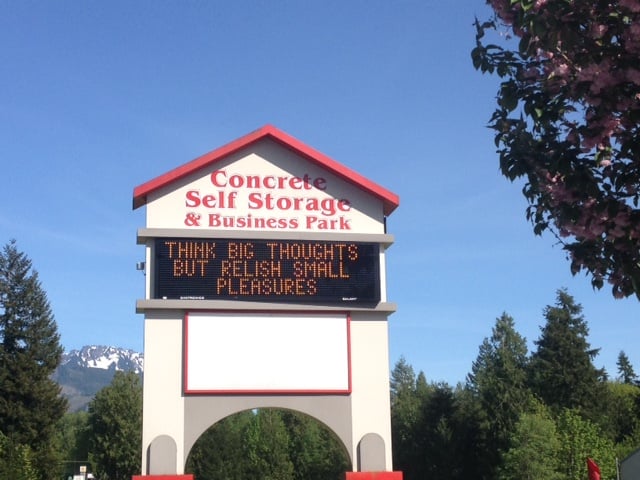 Concrete
Self Storage
& Business Park
THINK BIG THOUGHTS
BUT RELISH SMALL
PLEASURES